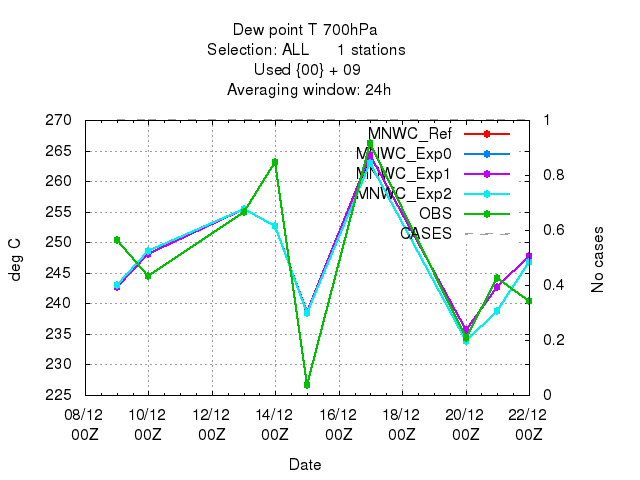 Dew point T 700hPa
Selection: ALL 1 stations
Used {00} + 09
Averaging window: 24h
270 1
MNWC_Ref
265
MNWC_Exp0
260 0.8
MNWC_Exp1
MNWC_Exp2
255
OBS
0.6
CASES
250
deg C
No cases
245
0.4
240
235
0.2
230
225 0
08/12 10/12 12/12 14/12 16/12 18/12 20/12 22/12
00Z 00Z 00Z 00Z 00Z 00Z 00Z 00Z
Date